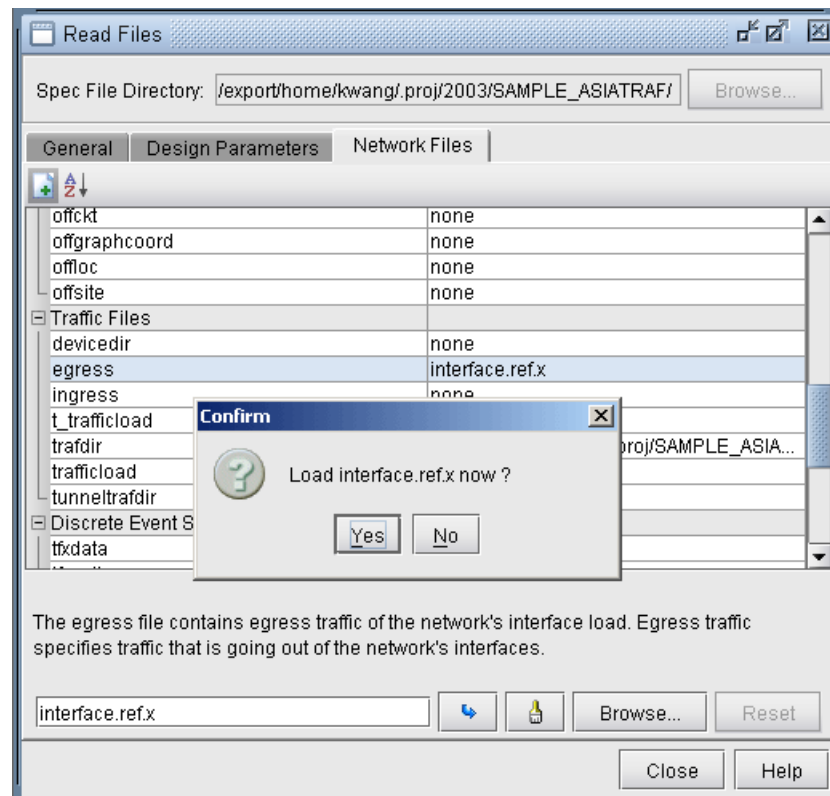 Read Files
Spec File Directory: /export/home/kwang/.proj/2003/SAMPLE_ASIATRAF/ Browse...
General Design Parameters Network Files
offckt none
offgraphcoord none
offloc none
offsite none
Traffic Files
devicedir none
egress interface.ref.x
ingress none
t_trafficload
trafdir proj/SAMPLE_ASIA...
trafficload
tunneltrafdir
Discrete Event S
tfxdata
Confirm
Load interface.ref.x now ?
Yes No
The egress file contains egress traffic of the network's interface load. Egress traffic
specifies traffic that is going out of the network's interfaces.
interface.ref.x Browse... Reset
Close Help